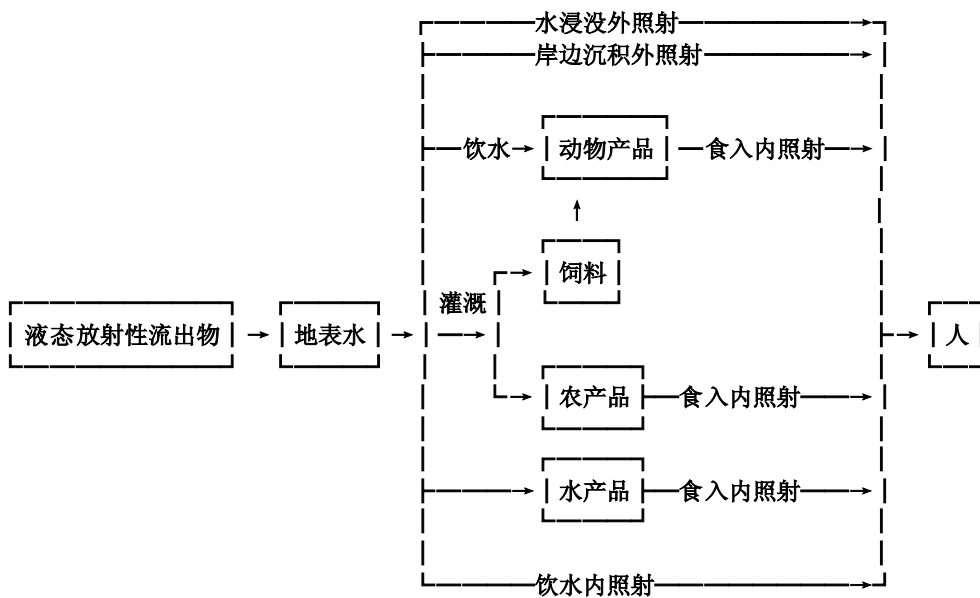 水浸没外照射
岸边沉积外照射
饮水 动物产品 食入内照射
饲料
灌溉
液态放射性流出物 地表水 人
农产品 食入内照射
水产品 食入内照射
饮水内照射